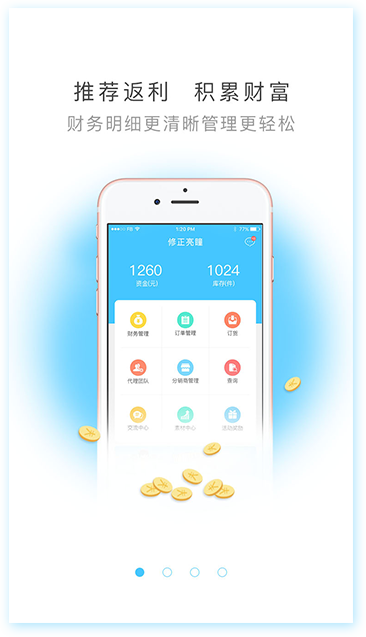 推荐返利 积累财富
财务明细更清晰管理更轻松
FB 1:20 PM 77%
修正亮瞳
1260 1024
资金(元) 库存(件)
财务管理 订单管理 订货
代理团队 分销商管理 查询
交流中心 素材中心 活动奖励